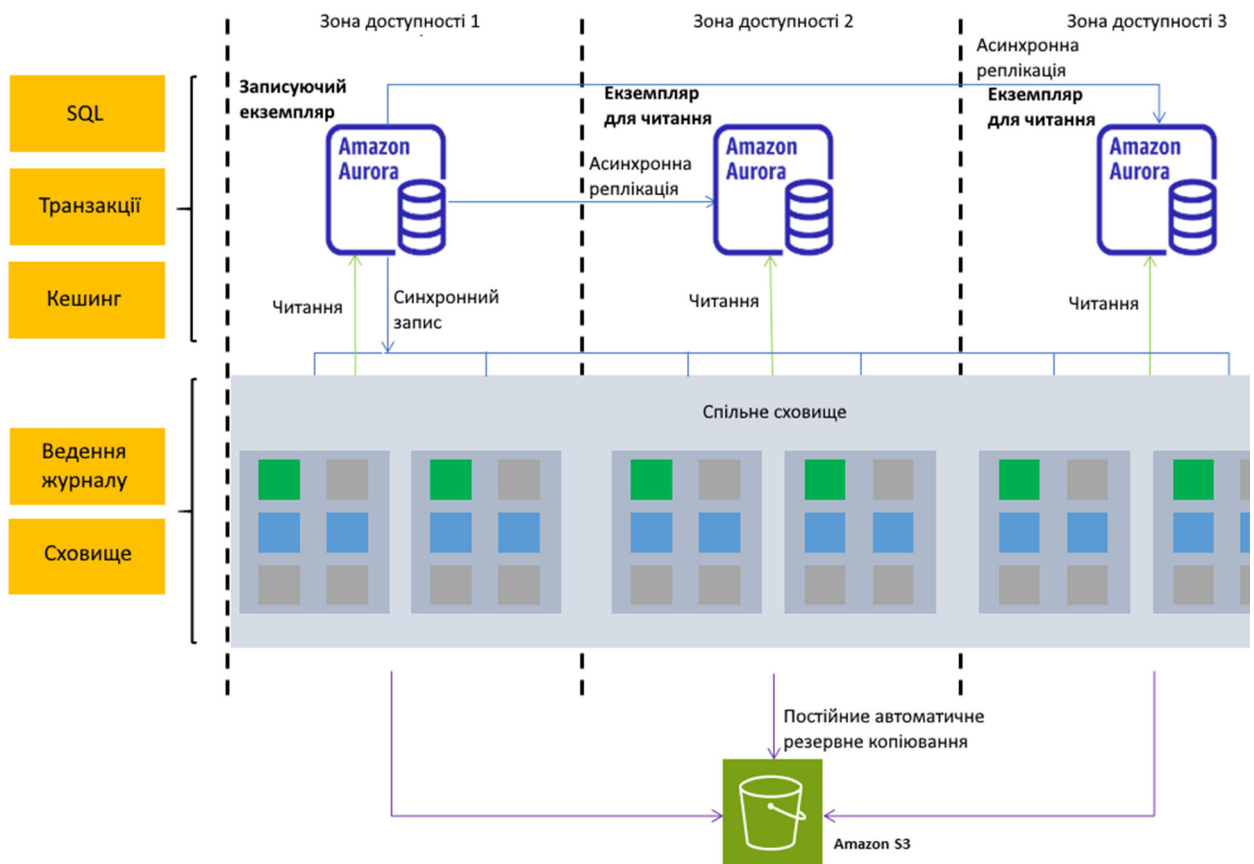 Зона доступності 1
Зона доступності 2
Зона доступності 3
Асинхронна
реплікація
SQL
Транзакції
Кешинг
Записуючий
екземпляр
Екземпляр
для читання
Екземпляр
для читання
Amazon
Aurora
Amazon
Aurora
Amazon
Aurora
Асинхронна
реплікація
Читання
Синхронний
запис
Читання
Читання
Спільне сховище
Ведення
журналу
Сховище
Постійние автоматичне
резервне копіювання
Amazon S3